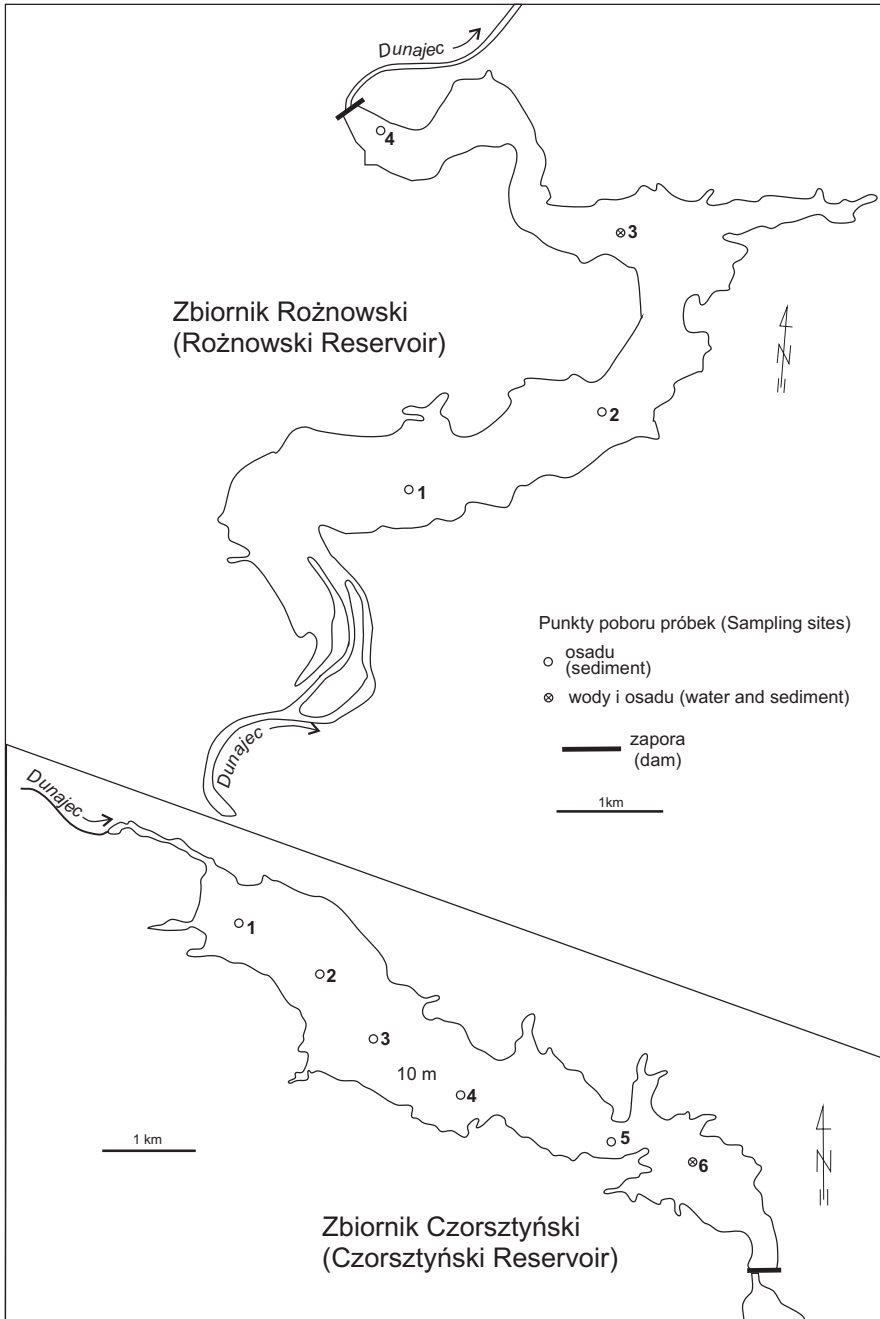 Dunajec
4
3
Zbiornik Rożnowski
(Rożnowski Reservoir)
N
2
1
Punkty poboru próbek (Sampling sites)
osadu
(sediment)
wody i osadu (water and sediment)
zapora
(dam)
1km
Dunajec
Dunajec
1
2
3
10 m
4
5
6
1 km
N
Zbiornik Czorsztyński
(Czorsztyński Reservoir)